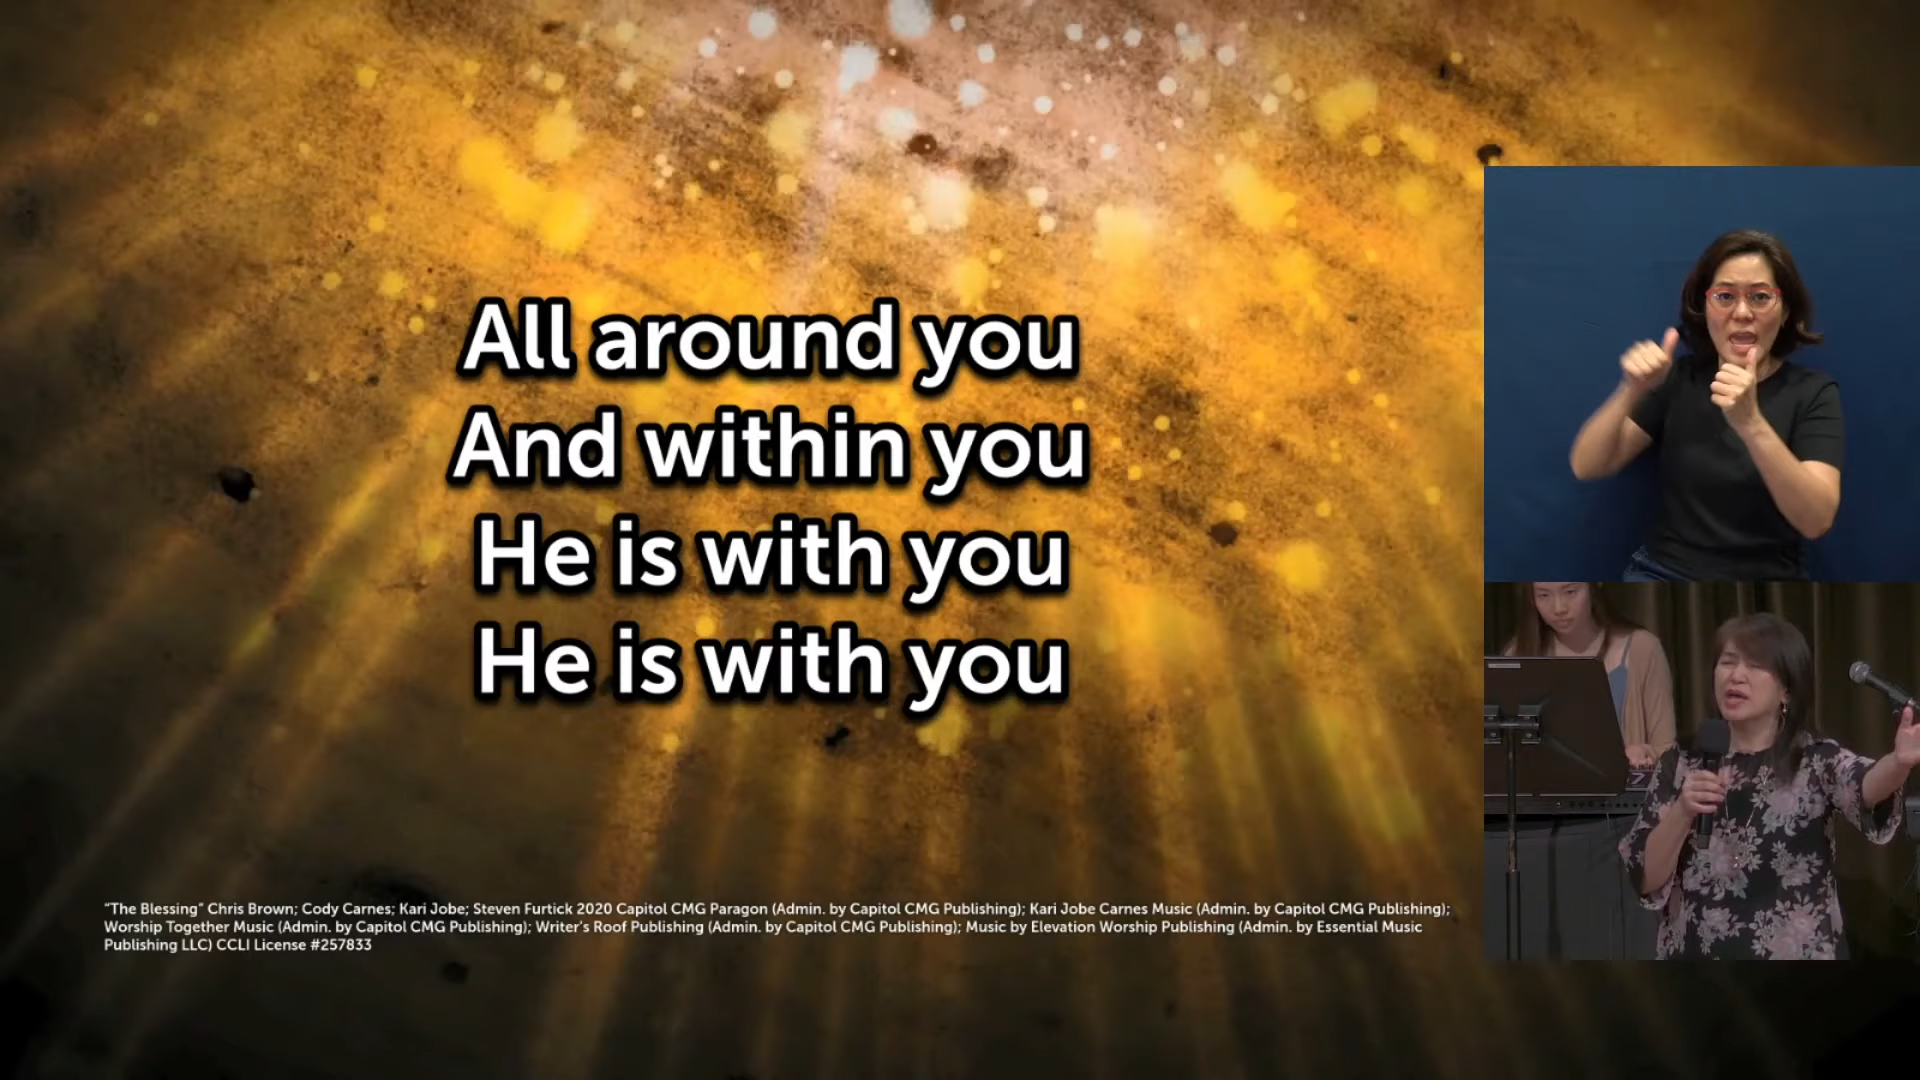 All around you
And within you
He is with you
He is with you
“The Blessing” Chris Brown; Cody Carnes; Kari Jobe; Steven Furtick 2020 Capitol CMG Paragon (Admin. by Capitol CMG Publishing); Kari Jobe Carnes Music (Admin. by Capitol CMG Publishing);
Worship Together Music (Admin. by Capitol CMG Publishing); Writer’s Roof Publishing (Admin. by Capitol CMG Publishing); Music by Elevation Worship Publishing (Admin. by Essential Music
Publishing LLC) CCLI License #257833